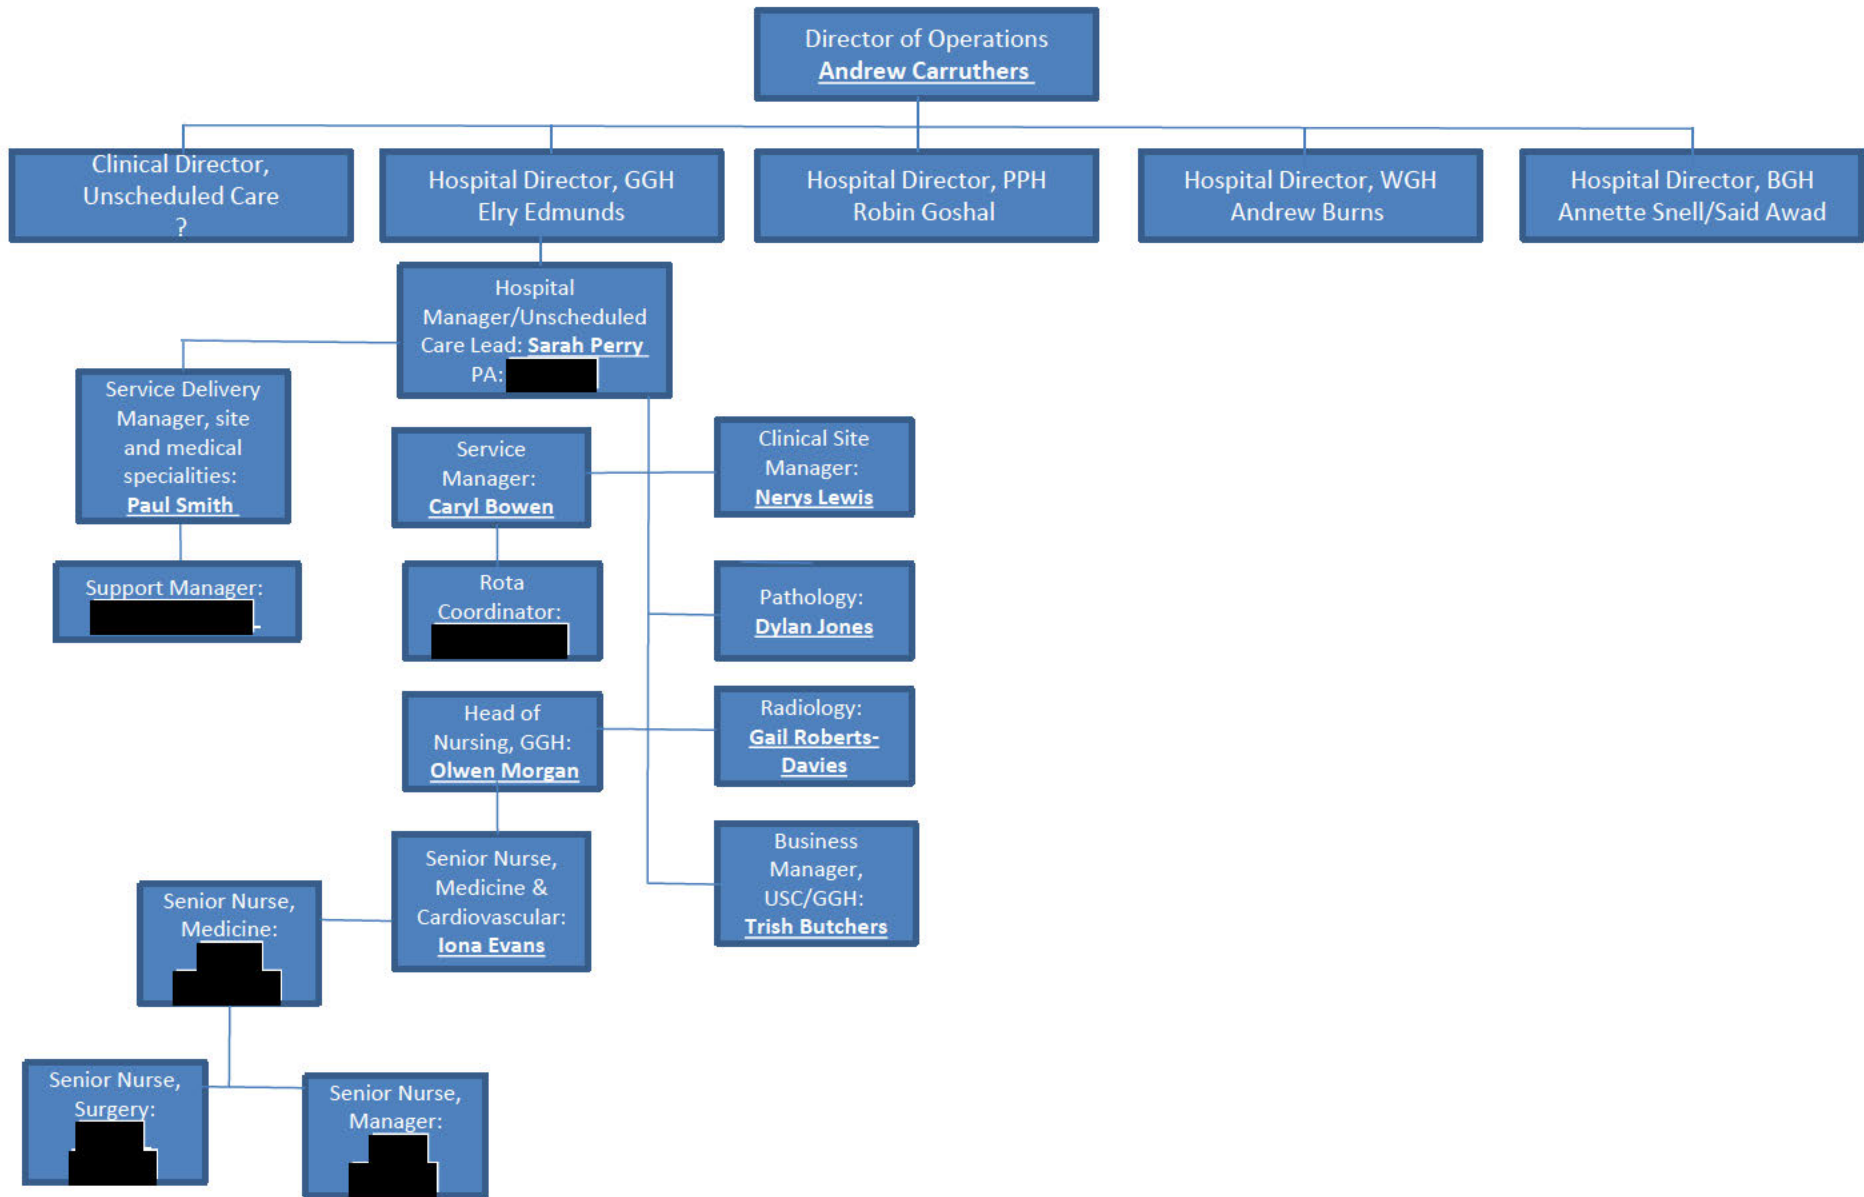 Director of Operations
Andrew Carruthers
Clinical Director,
Unscheduled Care
?
Hospital Director, GGH
Elry Edmunds
Hospital Director, PPH
Robin Goshal
Hospital Director, WGH
Andrew Burns
Hospital Director, BGH
Annette Snell/Said Awad
Hospital
Manager/Unscheduled
Care Lead: Sarah Perry
PA:
Service Delivery
Manager, site
and medical
specialities:
Paul Smith
Support Manager:
Service
Manager:
Caryl Bowen
Clinical Site
Manager:
Nerys Lewis
Rota
Coordinator:
Pathology:
Dylan Jones
Head of
Nursing, GGH:
Olwen Morgan
Radiology:
Gail Roberts-
Davies
Senior Nurse,
Medicine &
Cardiovascular:
Iona Evans
Business
Manager,
USC/GGH:
Trish Butchers
Senior Nurse,
Medicine:
Senior Nurse,
Surgery:
Senior Nurse,
Manager: